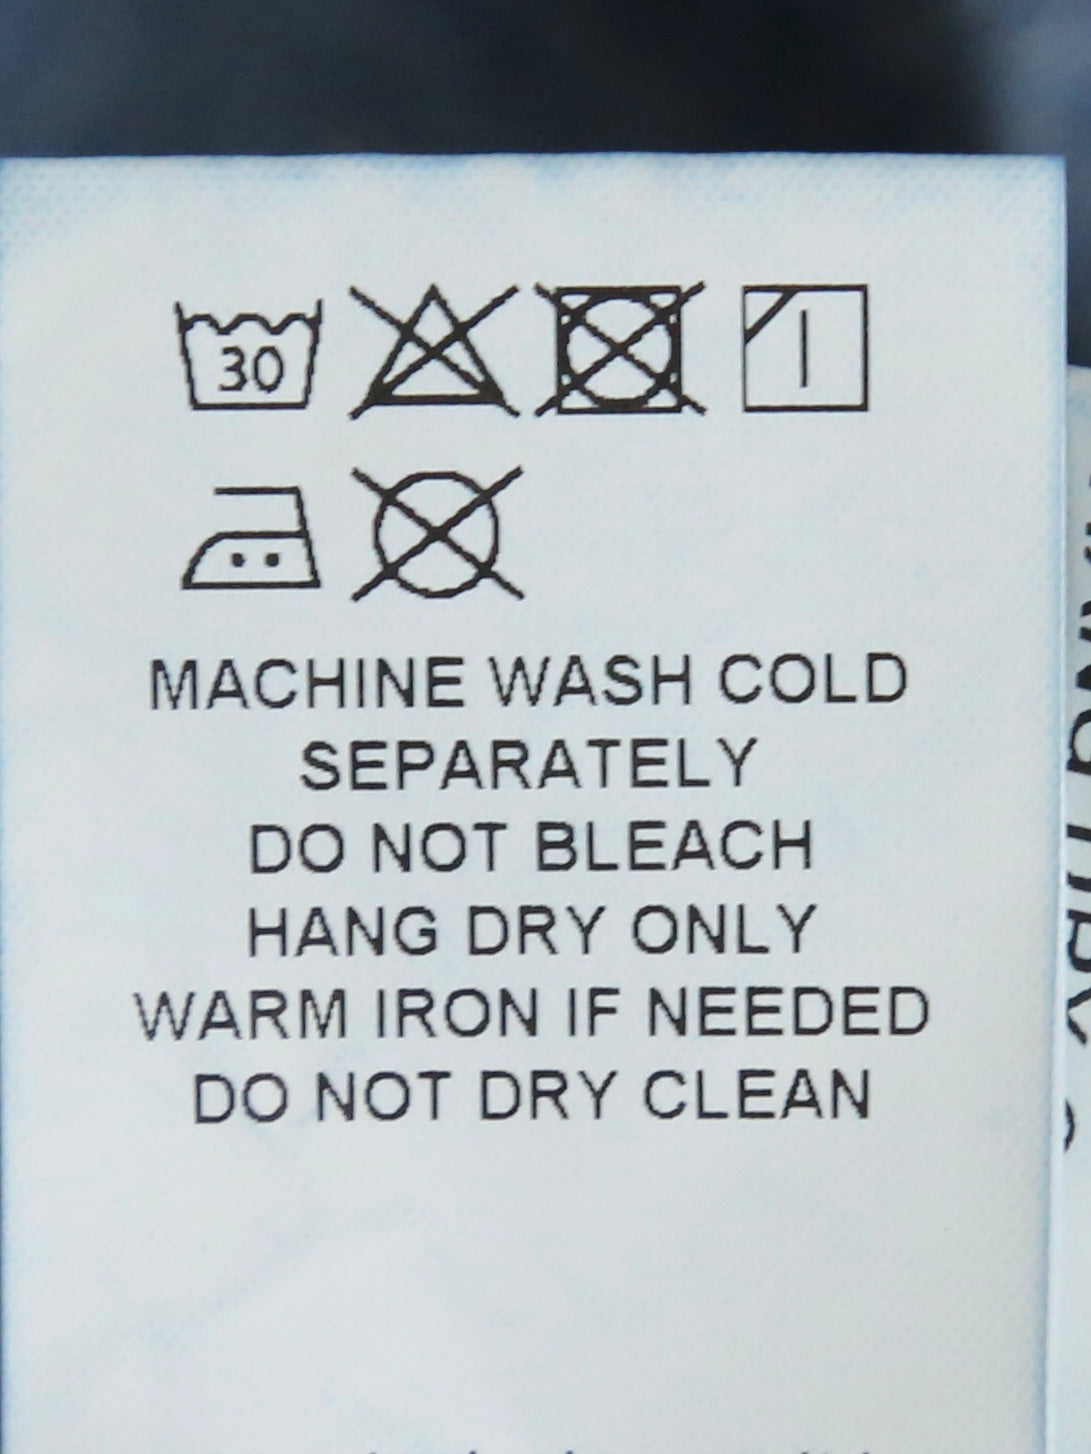 30
MACHINE WASH COLD
SEPARATELY
DO NOT BLEACH
HANG DRY ONLY
WARM IRON IF NEEDED
DO NOT DRY CLEAN